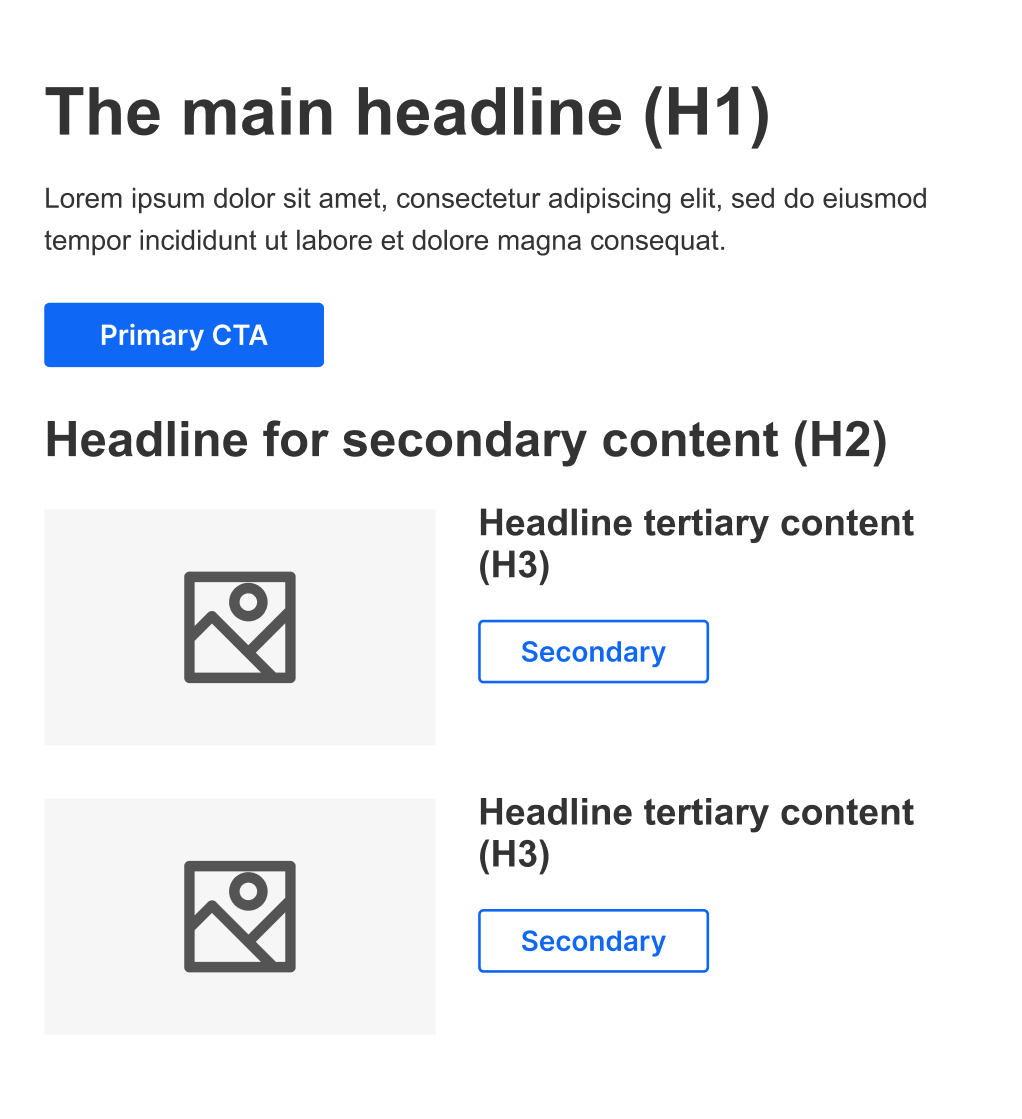 The main headline (H1)
Lorem ipsum dolor sit amet, consectetur adipiscing elit, sed do eiusmod
tempor incididunt ut labore et dolore magna consequat.
Primary CTA
Headline for secondary content (H2)
Headline tertiary content
(H3)
Secondary
Headline tertiary content
(H3)
Secondary